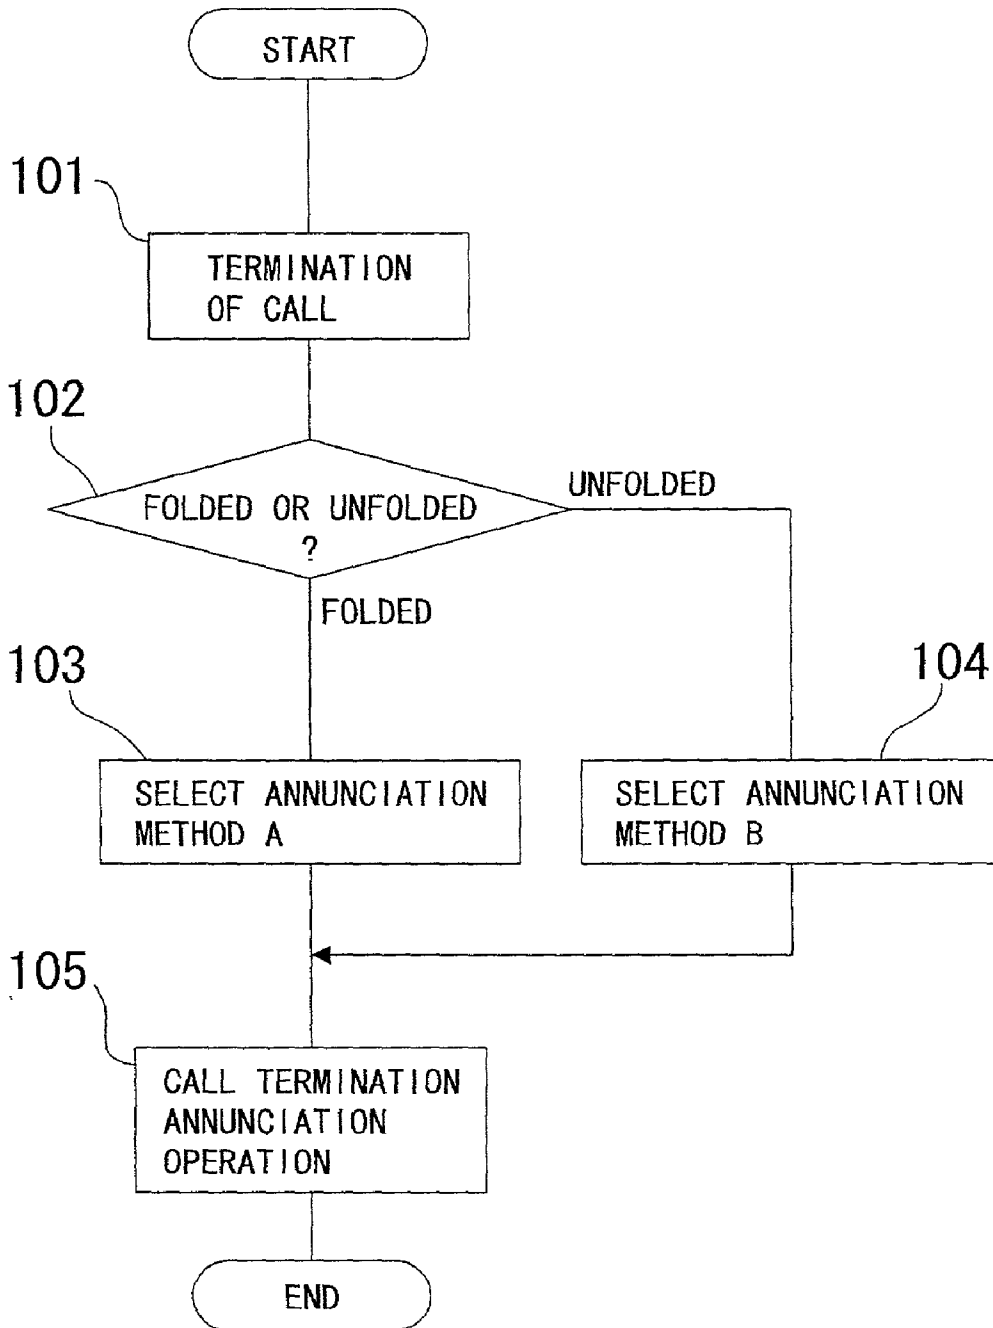 START
101
TERMINATION
OF CALL
102
FOLDED OR UNFOLDED
?
UNFOLDED
FOLDED
103
SELECT ANNUNCIATION
METHOD A
104
SELECT ANNUNCIATION
METHOD B
105
CALL TERMINATION
ANNUNCIATION
OPERATION
END